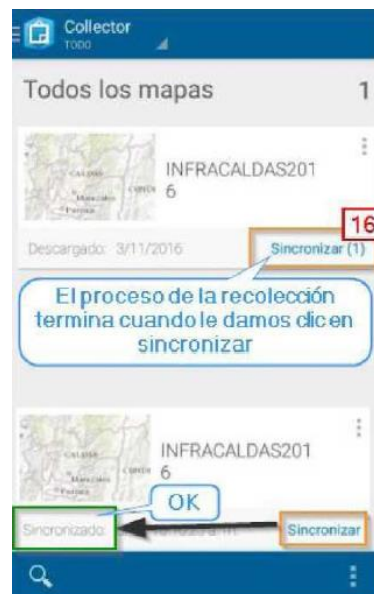 Collector
TODO
Todos los mapas 1
INFRACALDAS201
6
16
Descargado: 3/11/2016 Sincronizar (1)
El proceso de la recolección
termina cuando le damos clic en
sincronizar
INFRACALDAS201
6
OK
Sincronizado: Sincronizar